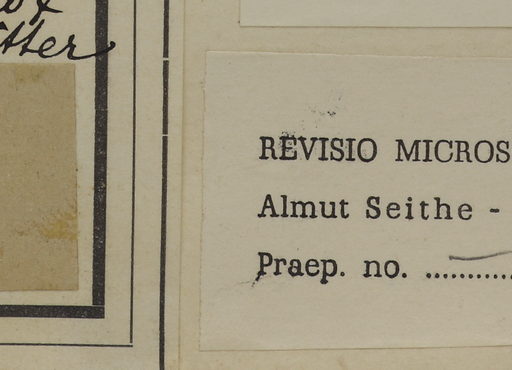 REVISIO MICROS
Almut Seithe -
Praep. no. ............